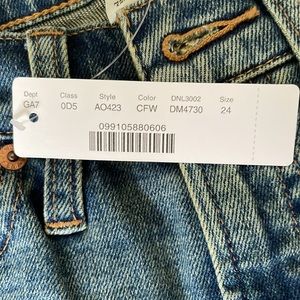 Dept Class Style Color DNL3002 Size
GA7 0D5 AO423 CFW DM4730 24
099105880606